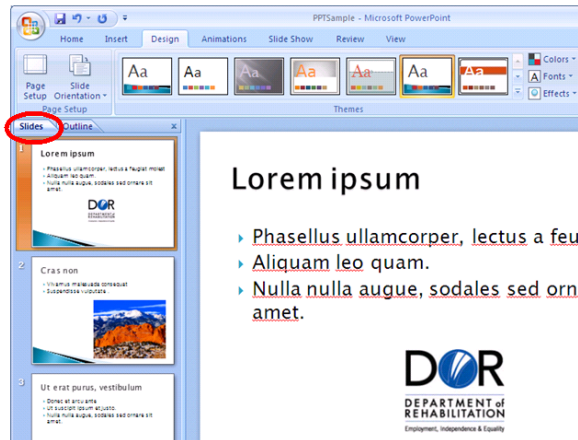 PPTSample - Microsoft PowerPoint
Home Insert Design Animations Slide Show Review View
Aa Aa Aa Aa Aa Aa Aa
Colors
Fonts
Effects
Page Setup Slide Orientation
Page Setup Themes
Slides Outline x
1
Lorem ipsum
Phasellus ullamcorper, lectus a feugiat molest
Aliquam leo quam.
Nulla nulla augue, sodales sed ornare sit
amet.
DOR
DEPARTMENT of
REHABILITATION
2
Cras non
Vivamus malesuada consequat
Suspendisse vulputate
3
Ut erat purus, vestibulum
Donec at arcu ante
Ut suscipit ipsum et justo.
Nulla nulla augue, sodales sed ornare sit
amet.
Lorem ipsum
Phasellus ullamcorper, lectus a feu
Aliquam leo quam.
Nulla nulla augue, sodales sed orn
amet.
DOR
DEPARTMENT of
REHABILITATION
Employment, Independence & Equality